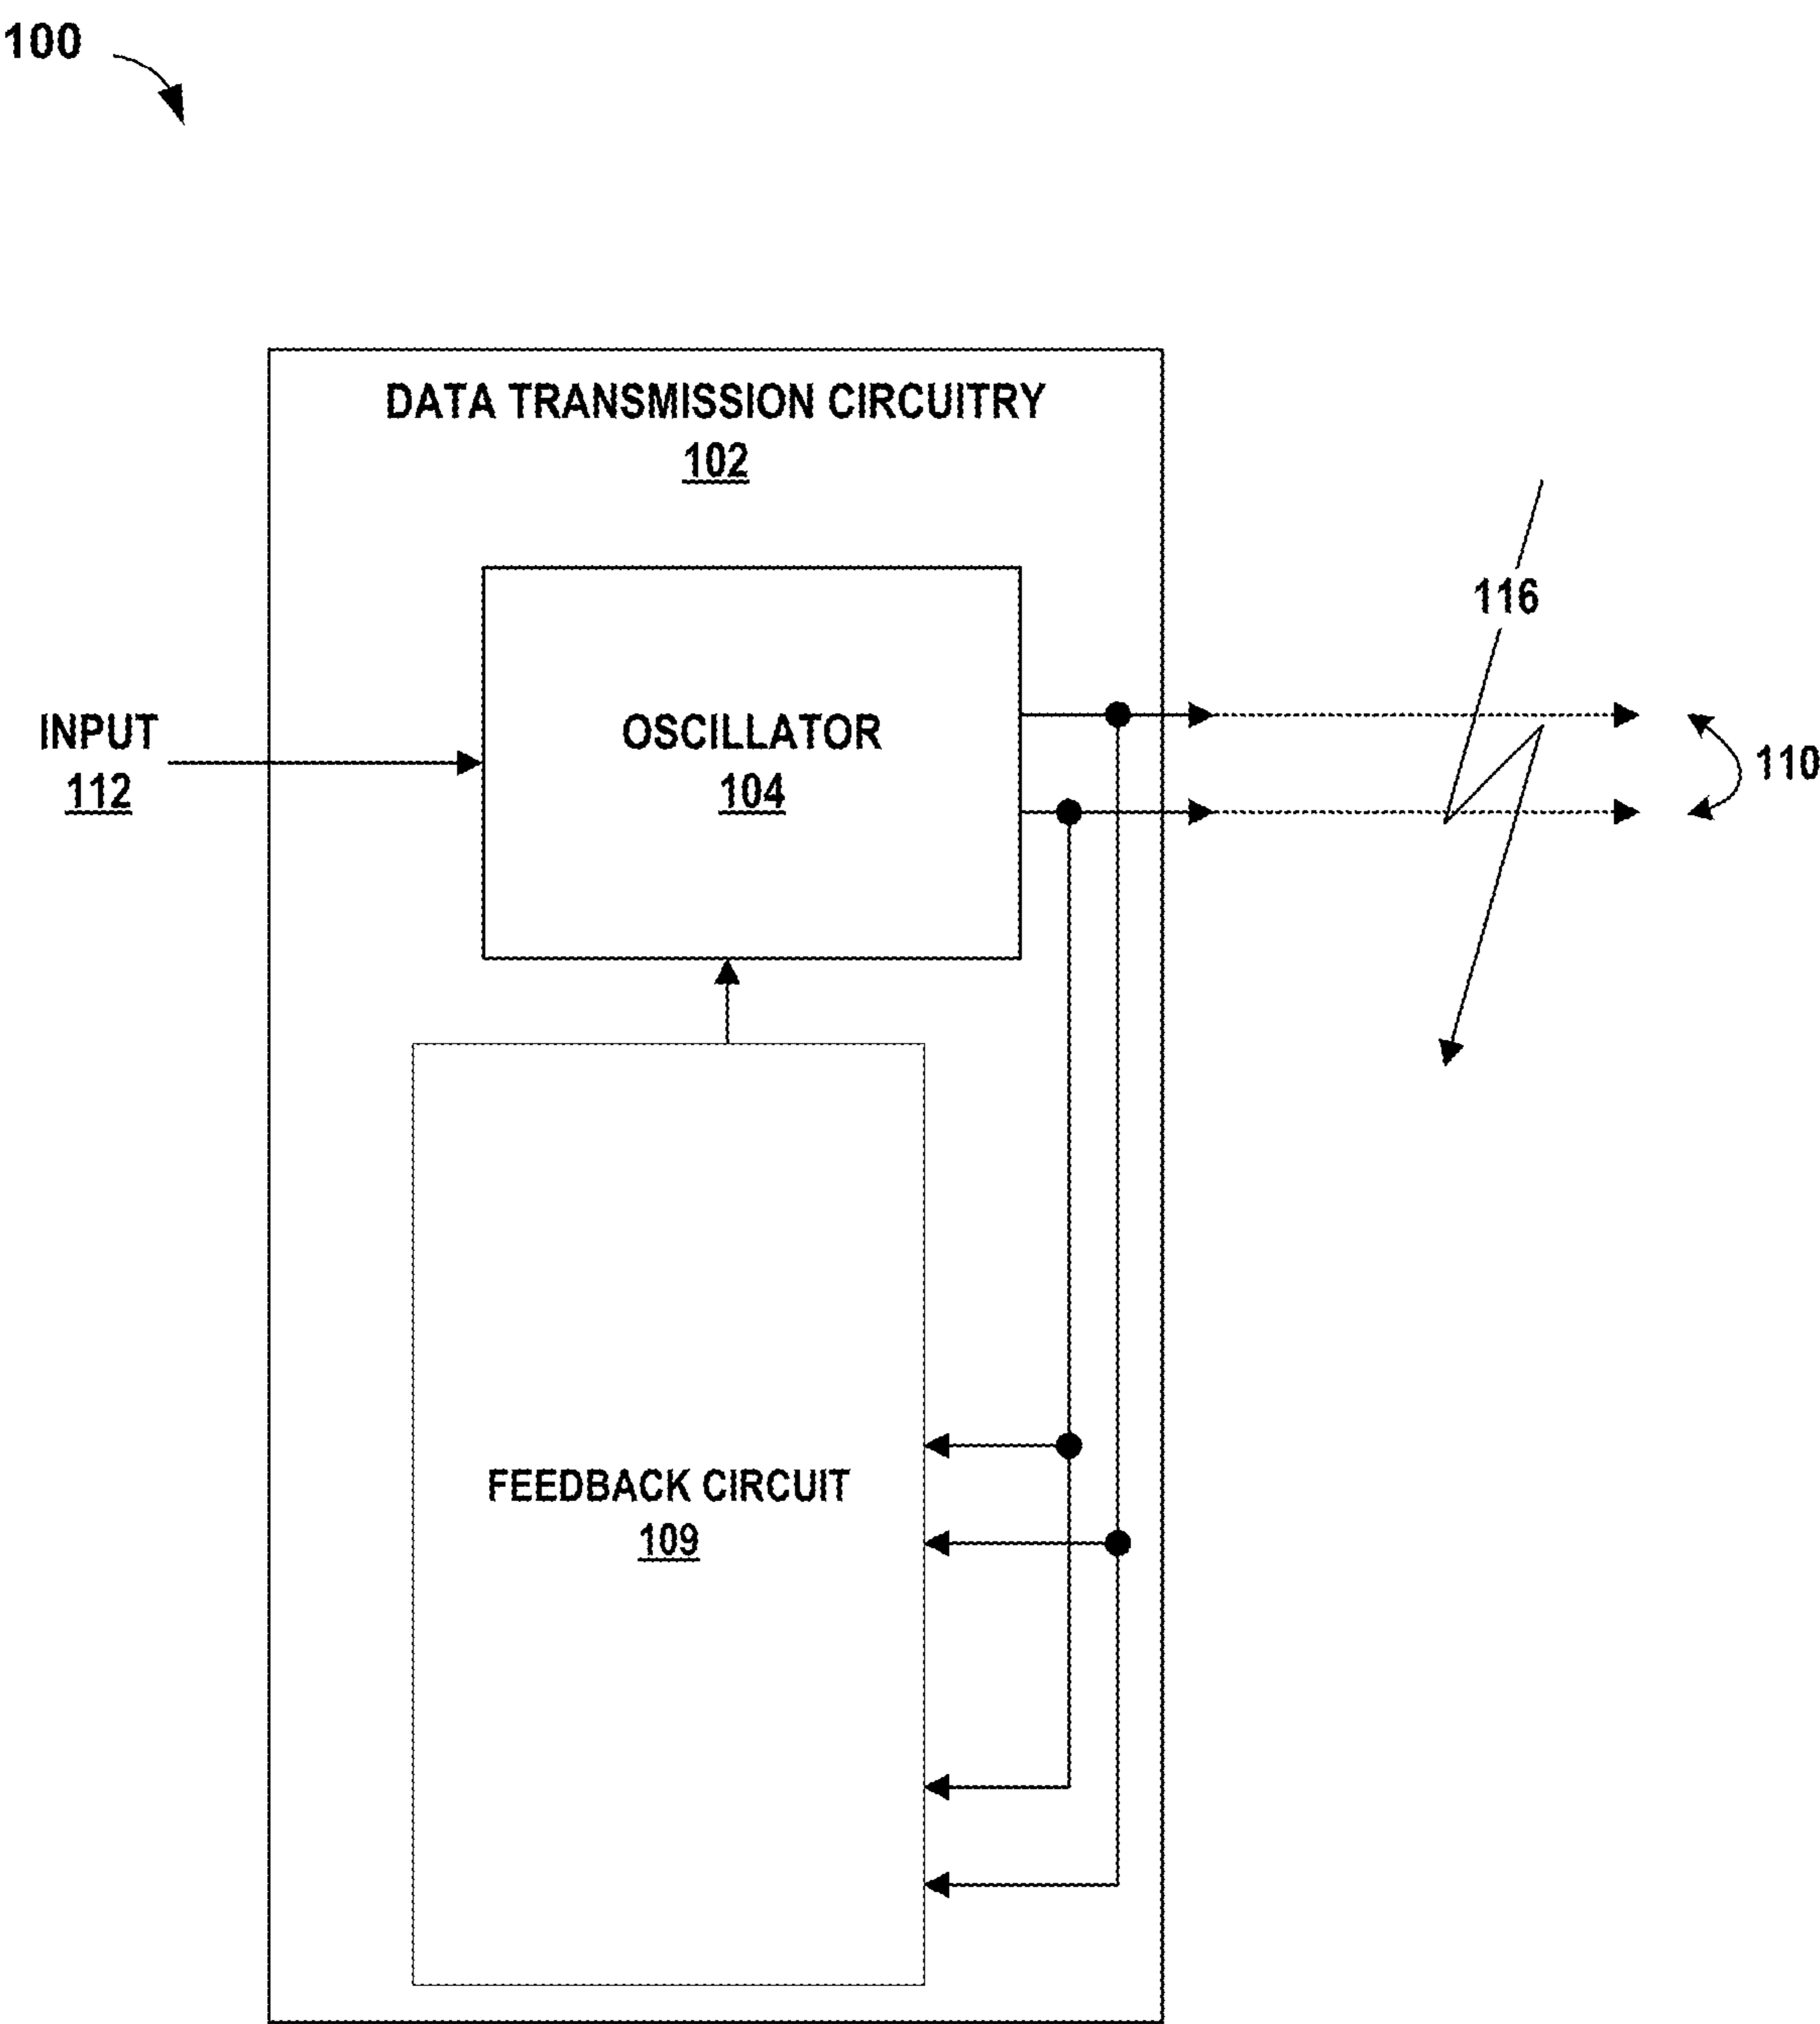 100
DATA TRANSMISSION CIRCUITRY
102
116
INPUT
112
OSCILLATOR
104
110
FEEDBACK CIRCUIT
109